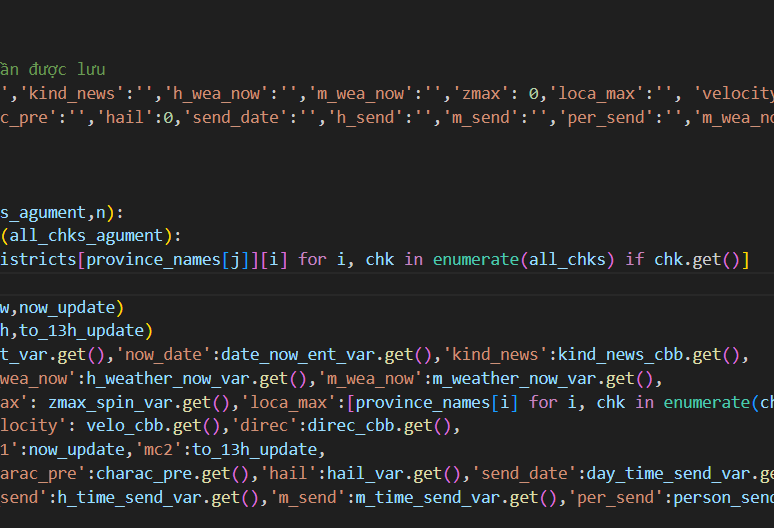 ần được lưu
','kind_news':'','h_wea_now':'','m_wea_now':'','zmax': 0,'loca_max':'', 'velocity
c_pre':'','hail':0,'send_date':'','h_send':'','m_send':'','per_send':'','m_wea_no
s_agument,n):
(all_chks_agument):
istricts[province_names[j]][i] for i, chk in enumerate(all_chks) if chk.get()]
w,now_update)
h,to_13h_update)
t_var.get(),'now_date':date_now_ent_var.get(),'kind_news':kind_news_cbb.get(),
wea_now':h_weather_now_var.get(),'m_wea_now':m_weather_now_var.get(),
ax': zmax_spin_var.get(),'loca_max':[province_names[i] for i, chk in enumerate(ch
locity': velo_cbb.get(),'direc':direc_cbb.get(),
1':now_update,'mc2':to_13h_update,
arac_pre':charac_pre.get(),'hail':hail_var.get(),'send_date':day_time_send_var.ge
send':h_time_send_var.get(),'m_send':m_time_send_var.get(),'per_send':person_send